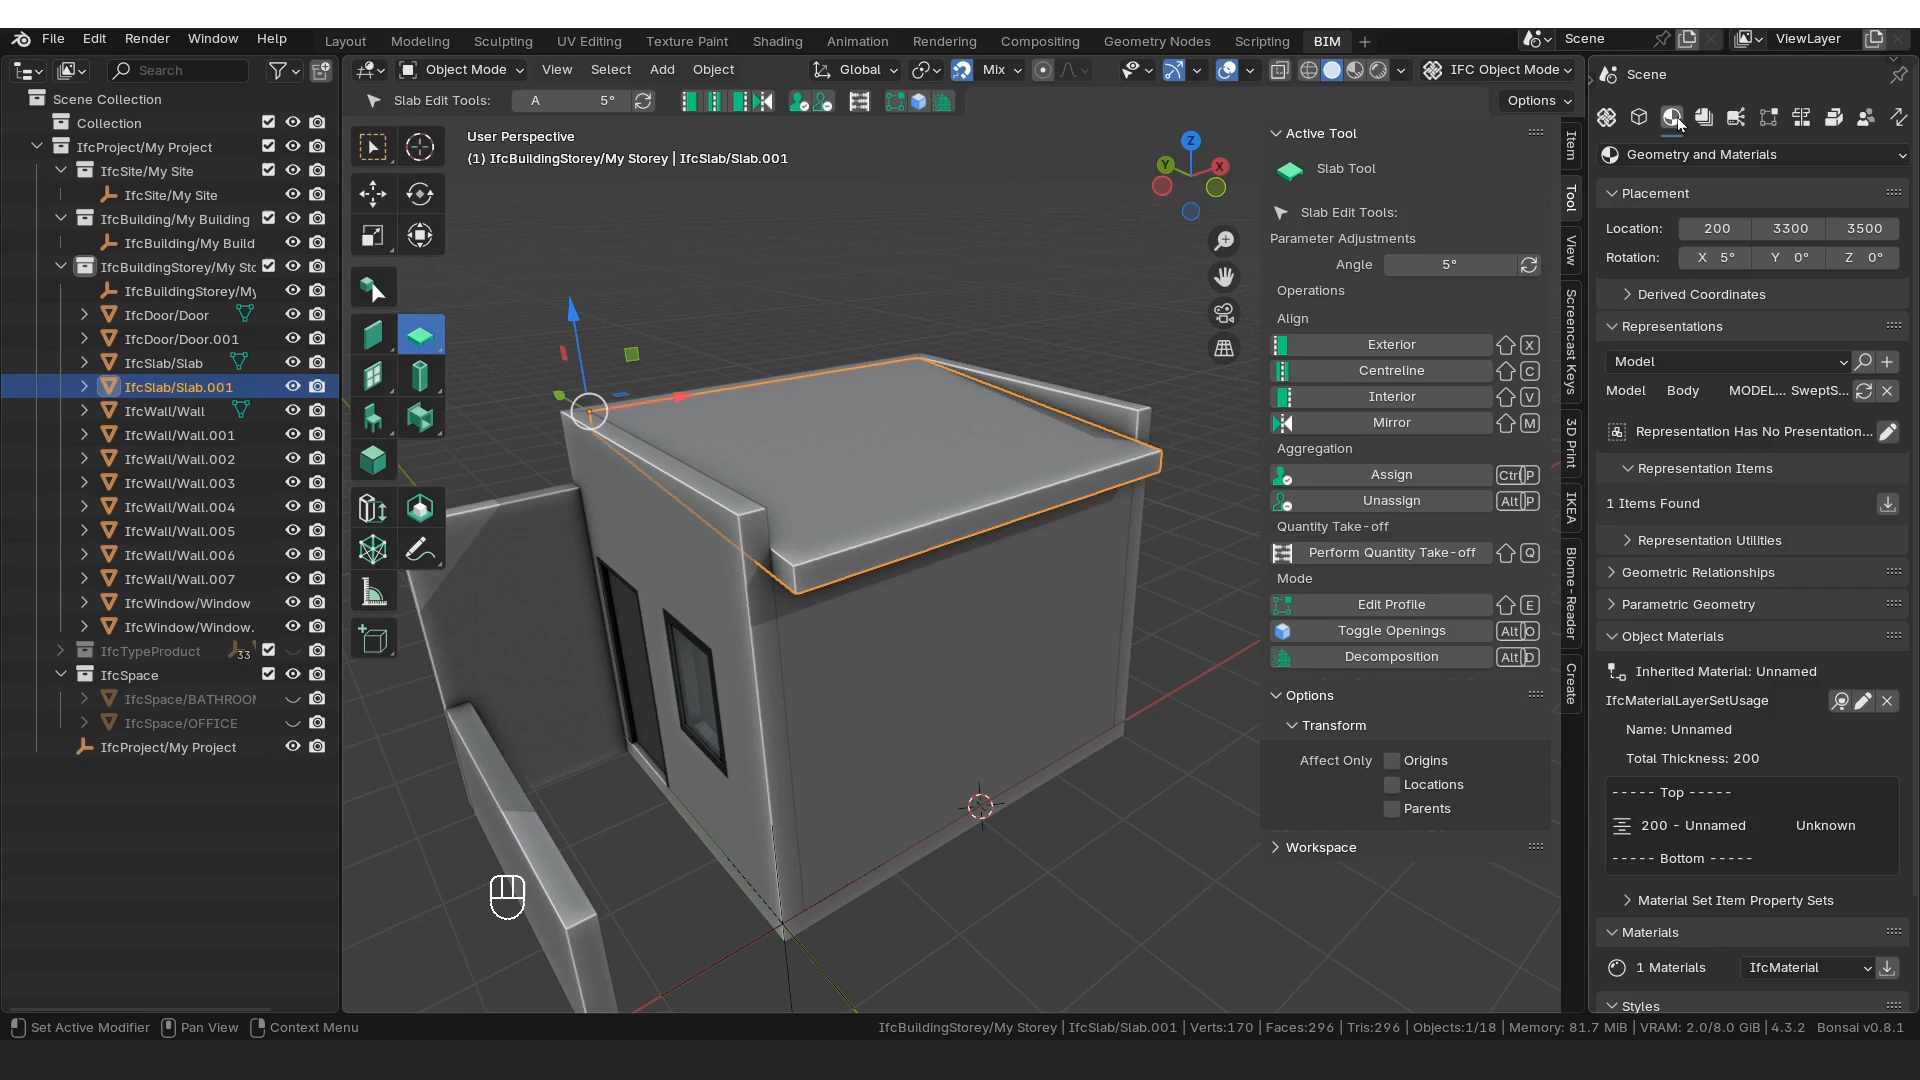 File Edit Render Window Help
Layout Modeling Sculpting UV Editing Texture Paint Shading Animation Rendering Compositing Geometry Nodes Scripting BIM
Scene ViewLayer
Search
Object Mode View Select Add Object Global Mix IFC Object Mode
Slab Edit Tools: A 5° Options
Scene Collection
Collection
IfcProject/My Project
IfcSite/My Site
IfcSite/My Site
IfcBuilding/My Building
IfcBuilding/My Build
IfcBuildingStorey/My Sto
IfcBuildingStorey/My
IfcDoor/Door
IfcDoor/Door.001
IfcSlab/Slab
IfcSlab/Slab.001
IfcWall/Wall
IfcWall/Wall.001
IfcWall/Wall.002
IfcWall/Wall.003
IfcWall/Wall.004
IfcWall/Wall.005
IfcWall/Wall.006
IfcWall/Wall.007
IfcWindow/Window
IfcWindow/Window.
IfcTypeProduct 33
IfcSpace
IfcSpace/BATHROOM
IfcSpace/OFFICE
IfcProject/My Project
User Perspective
(1) IfcBuildingStorey/My Storey | IfcSlab/Slab.001
Z
Y X
Active Tool
Slab Tool
Slab Edit Tools:
Parameter Adjustments
Angle 5°
Operations
Align
Exterior X
Centreline C
Interior V
Mirror M
Aggregation
Assign Ctrl P
Unassign Alt P
Quantity Take-off
Perform Quantity Take-off Q
Mode
Edit Profile E
Toggle Openings Alt O
Decomposition Alt D
Options
Transform
Affect Only Origins
Locations
Parents
Workspace
Item
Tool
View
Screencast Keys
3D Print
IKEA
Biome-Reader
Create
Scene
Geometry and Materials
Placement
Location: 200 3300 3500
Rotation: X 5° Y 0° Z 0°
Derived Coordinates
Representations
Model
Model Body MODEL... SweptS...
Representation Has No Presentation...
Representation Items
1 Items Found
Representation Utilities
Geometric Relationships
Parametric Geometry
Object Materials
Inherited Material: Unnamed
IfcMaterialLayerSetUsage
Name: Unnamed
Total Thickness: 200
----- Top -----
200 - Unnamed Unknown
----- Bottom -----
Material Set Item Property Sets
Materials
1 Materials IfcMaterial
Styles
Set Active Modifier Pan View Context Menu
IfcBuildingStorey/My Storey | IfcSlab/Slab.001 | Verts:170 | Faces:296 | Tris:296 | Objects:1/18 | Memory: 81.7 MiB | VRAM: 2.0/8.0 GiB | 4.3.2 Bonsai v0.8.1